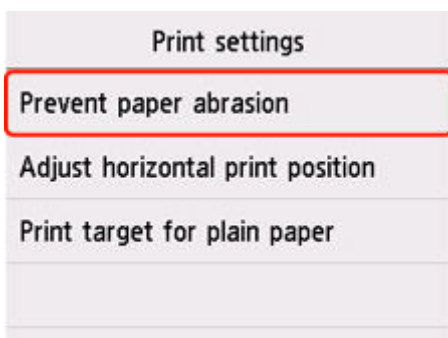 Print settings
Prevent paper abrasion
Adjust horizontal print position
Print target for plain paper